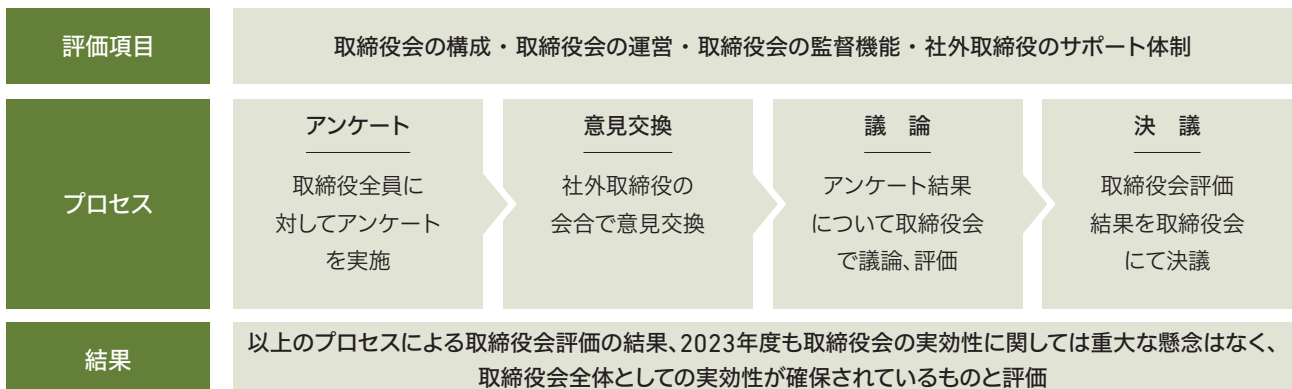 評価項目
取締役会の構成・取締役会の運営・取締役会の監督機能・社外取締役のサポート体制
プロセス
アンケート
取締役全員に
対してアンケート
を実施
意見交換
社外取締役の
会合で意見交換
議　論
アンケート結果
について取締役会
で議論、評価
決　議
取締役会評価
結果を取締役会
にて決議
結果
以上のプロセスによる取締役会評価の結果、2023年度も取締役会の実効性に関しては重大な懸念はなく、
取締役会全体としての実効性が確保されているものと評価